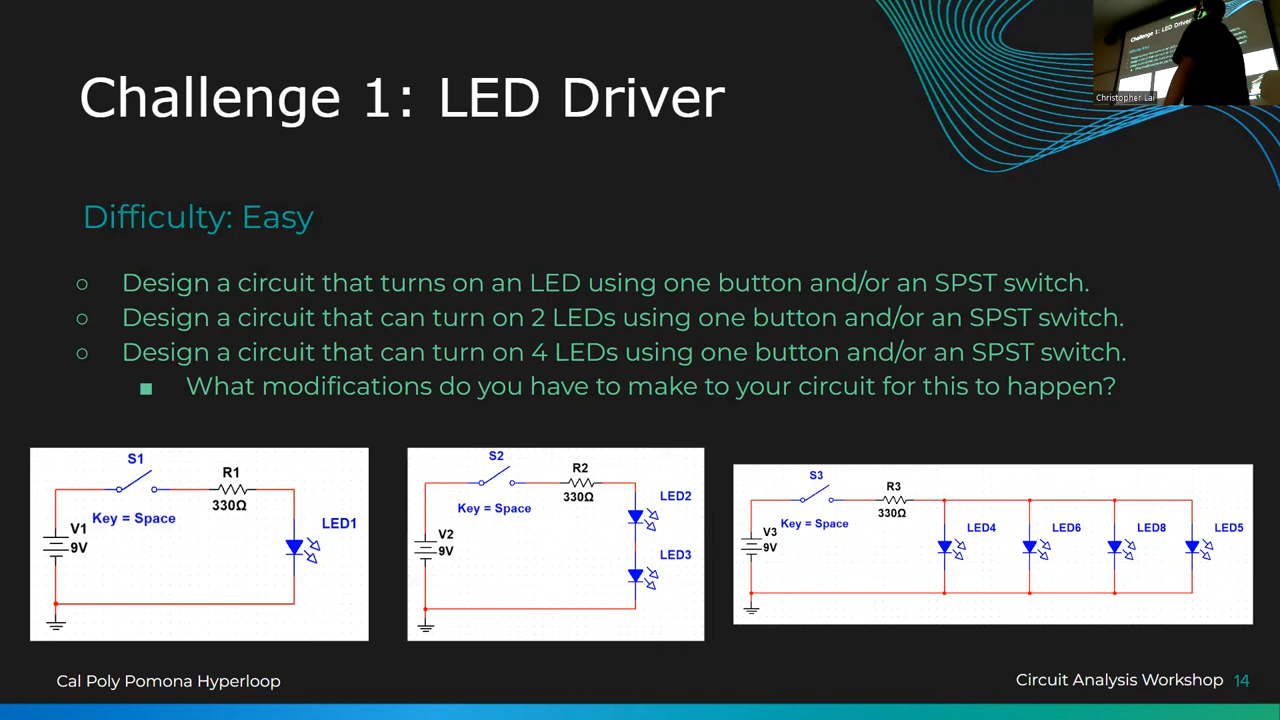 Challenge 1: LED Driver
Christopher Lai
Challenge 1: LED Driver
Difficulty: Easy
○ Design a circuit that turns on an LED using one button and/or an SPST switch.
○ Design a circuit that can turn on 2 LEDs using one button and/or an SPST switch.
○ Design a circuit that can turn on 4 LEDs using one button and/or an SPST switch.
■ What modifications do you have to make to your circuit for this to happen?
S1
R1
330Ω
Key = Space
V1
9V
LED1
S2
R2
330Ω
Key = Space
V2
9V
LED2
LED3
S3
R3
330Ω
Key = Space
V3
9V
LED4
LED6
LED8
LED5
Cal Poly Pomona Hyperloop
Circuit Analysis Workshop 14